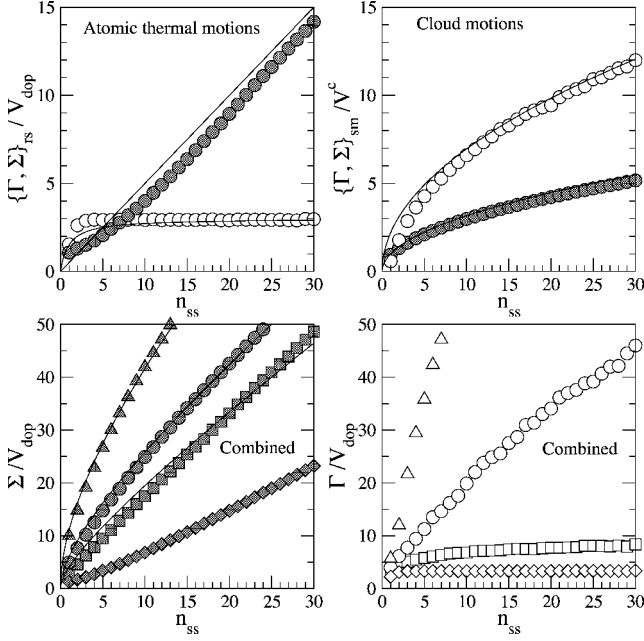 Atomic thermal motions
{Γ, Σ}rs / Vdop
15
10
5
0
0 5 10 15 20 25 30
nss
Cloud motions
{Γ, Σ}sm / Vc
15
10
5
0
0 5 10 15 20 25 30
nss
Combined
Σ /Vdop
50
40
30
20
10
0
0 5 10 15 20 25 30
nss
Combined
Γ /Vdop
50
40
30
20
10
0
0 5 10 15 20 25 30
nss